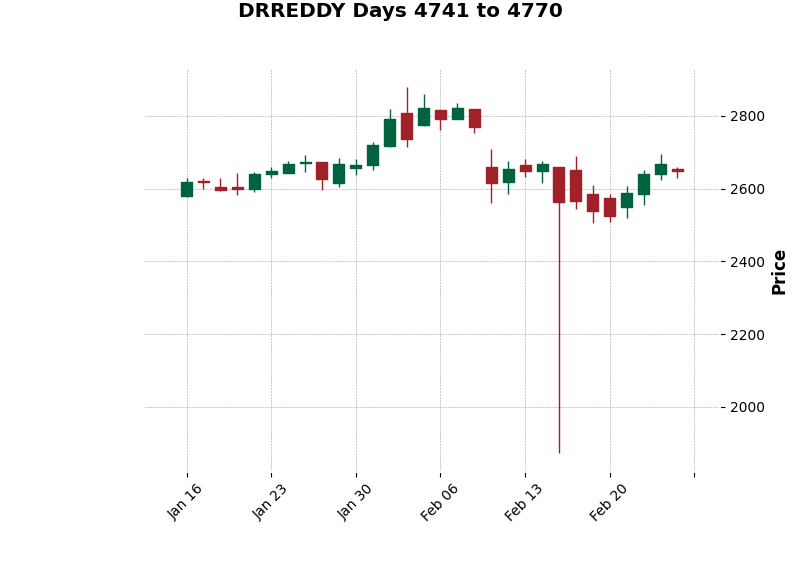 DRREDDY Days 4741 to 4770
2800
2600
2400
2200
2000
Price
Jan 16
Jan 23
Jan 30
Feb 06
Feb 13
Feb 20